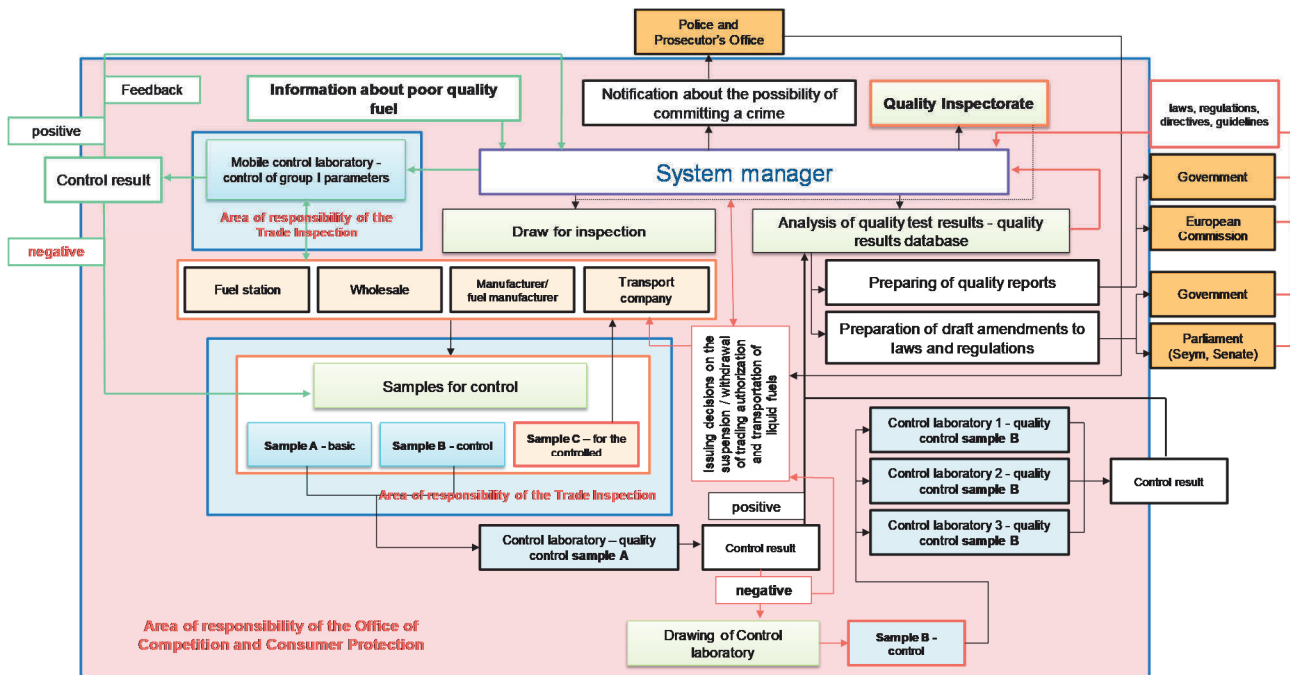 Police and
Prosecutor's Office
Feedback
Information about poor quality
fuel
Notification about the possibility of
committing a crime
Quality Inspectorate
laws, regulations,
directives, guidelines
positive
Mobile control laboratory -
control of group I parameters
System manager
Control result
Government
Area of responsibility of the
Trade Inspection
Draw for inspection
Analysis of quality test results - quality
results database
European
Commission
negative
Fuel station
Wholesale
Manufacturer/
fuel manufacturer
Transport
company
Preparing of quality reports
Government
Preparation of draft amendments to
laws and regulations
Parliament
(Seym, Senate)
Issuing decisions on the
suspension / withdrawal
of trading authorization
and transportation of
liquid fuels
Samples for control
Sample A - basic
Sample B - control
Sample C – for the
controlled
Area of responsibility of the Trade Inspection
Control laboratory 1 - quality
control sample B
Control laboratory 2 - quality
control sample B
Control laboratory 3 - quality
control sample B
Control result
positive
Control laboratory – quality
control sample A
Control result
negative
Area of responsibility of the Office of
Competition and Consumer Protection
Drawing of Control
laboratory
Sample B -
control